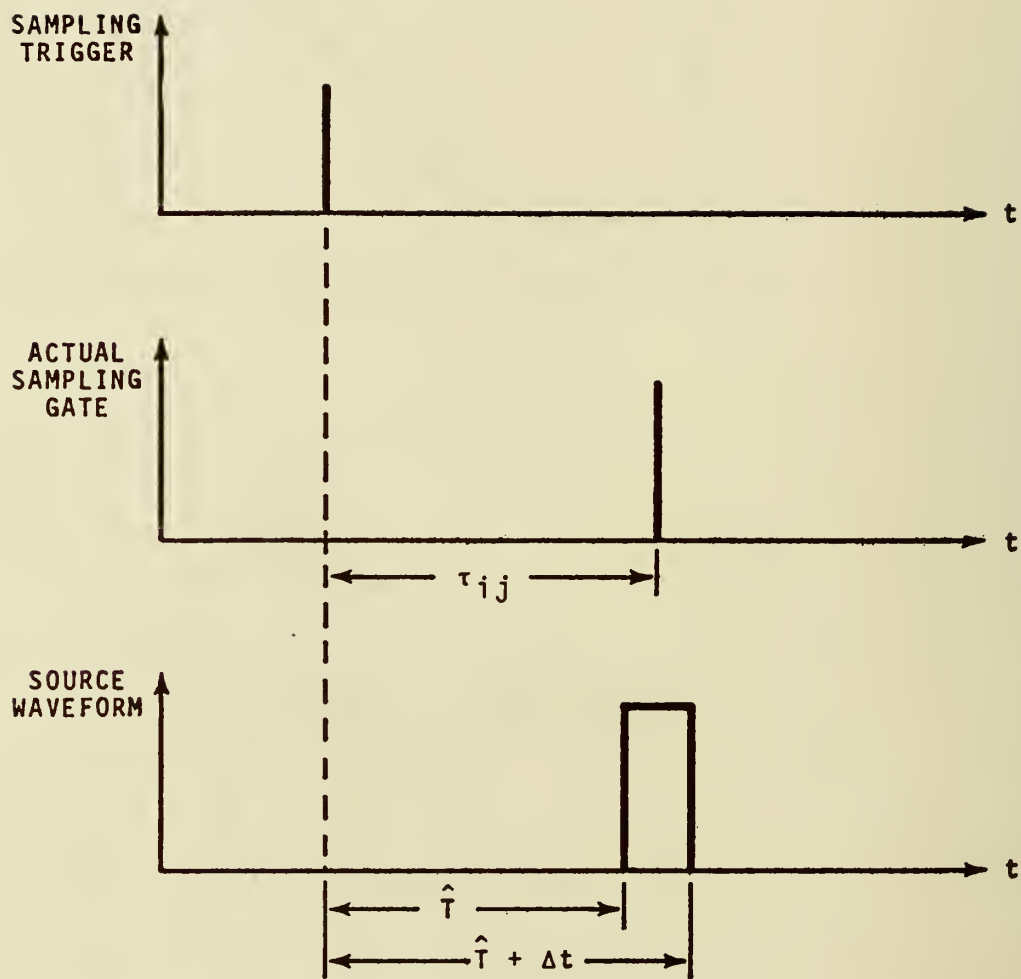 SAMPLING
TRIGGER
t
ACTUAL
SAMPLING
GATE
t
τij
SOURCE
WAVEFORM
t
T̂
T̂ + Δt